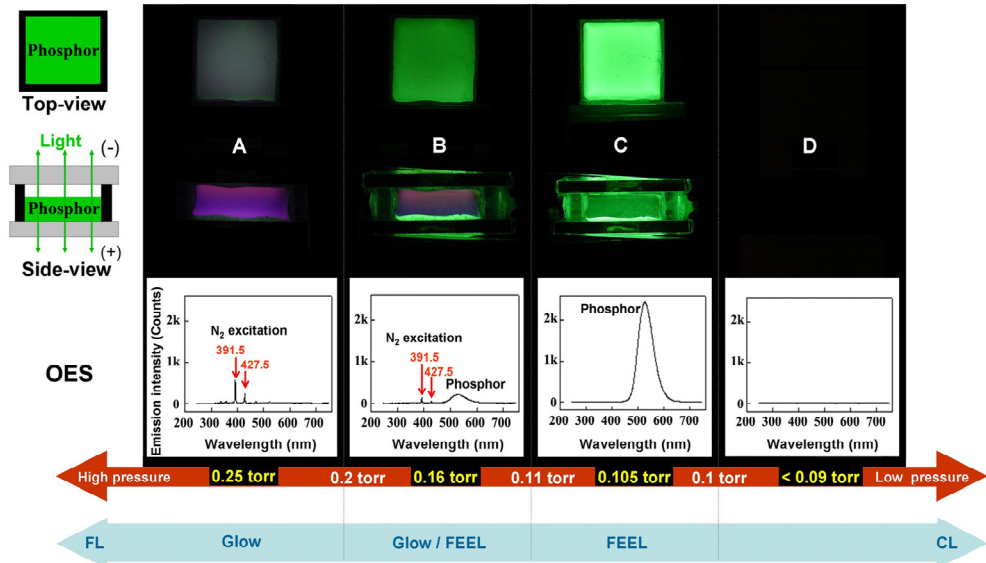 Phosphor
Top-view
Light
(-)
Phosphor
(+)
Side-view
OES
A
B
C
D
Emission intensity (Counts)
2k
1k
0
N2 excitation
391.5
427.5
200 300 400 500 600 700
Wavelength (nm)
2k
1k
0
N2 excitation
391.5
427.5
Phosphor
200 300 400 500 600 700
Wavelength (nm)
2k
1k
0
Phosphor
200 300 400 500 600 700
Wavelength (nm)
2k
1k
0
200 300 400 500 600 700
Wavelength (nm)
High pressure 0.25 torr 0.2 torr 0.16 torr 0.11 torr 0.105 torr 0.1 torr < 0.09 torr Low pressure
FL Glow Glow / FEEL FEEL CL